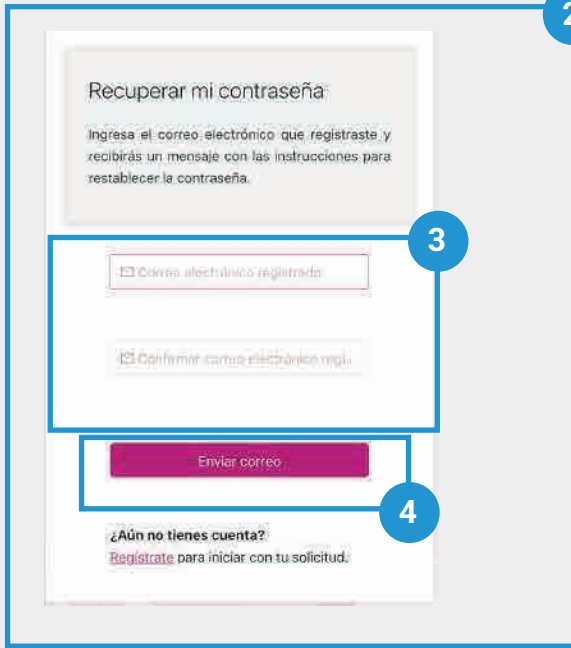 2
Recuperar mi contraseña
Ingresa el correo electrónico que registraste y
recibirás un mensaje con las instrucciones para
restablecer la contraseña.
3
Correo electrónico registrado
Confirmar correo electrónico regi...
Enviar correo
4
¿Aún no tienes cuenta?
Regístrate para iniciar con tu solicitud.